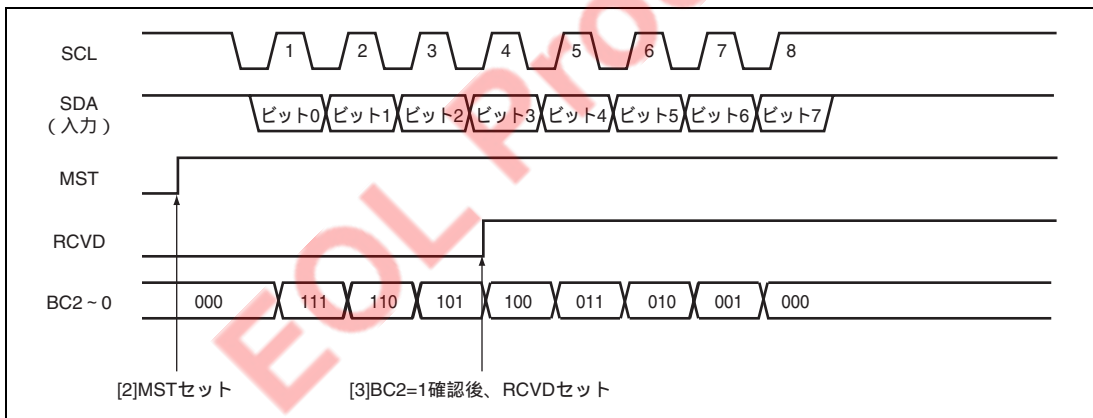 SCL 1 2 3 4 5 6 7 8
SDA
（入力）
ビット0 ビット1 ビット2 ビット3 ビット4 ビット5 ビット6 ビット7
MST
RCVD
BC2～0 000 111 110 101 100 011 010 001 000
[2]MSTセット [3]BC2=1確認後、RCVDセット
EOL Produ